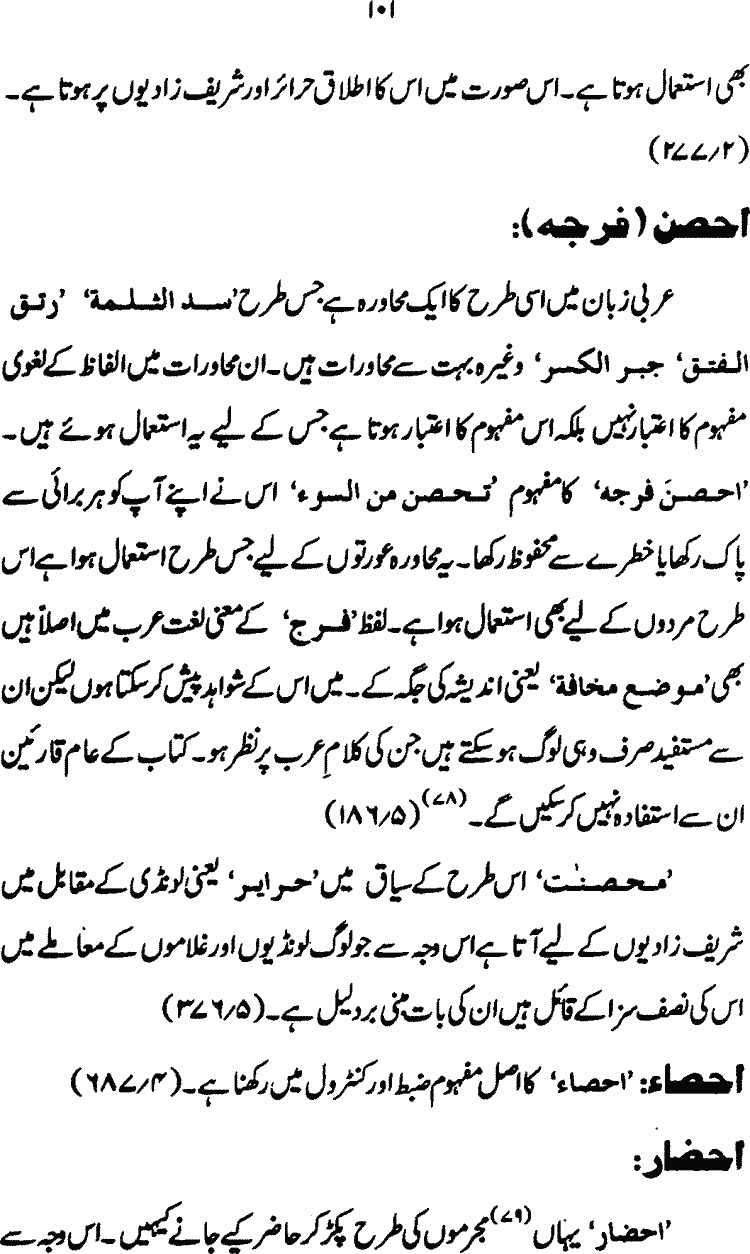 ۱۰۱
بھی استعمال ہوتا ہے۔ اس صورت میں اس کا اطلاق حرائر اور شریف زادیوں پر ہوتا ہے۔
(۲؍۲۷۷)
احصن (فرجه):
عربی زبان میں اسی طرح کا ایک محاورہ ہے جس طرح ’سد الثلمة‘ ’رتق
الفتق‘ جبر الكسر‘ وغیرہ بہت سے محاورات ہیں۔ ان محاورات میں الفاظ کے لغوی
مفہوم کا اعتبار نہیں بلکہ اس مفہوم کا اعتبار ہوتا ہے جس کے لیے یہ استعمال ہوئے ہیں۔
’احصنَ فرجه‘ کا مفہوم ’تحصن من السوء‘ اس نے اپنے آپ کو ہر برائی سے
پاک رکھا یا خطرے سے محفوظ رکھا۔ یہ محاورہ عورتوں کے لیے جس طرح استعمال ہوا ہے اس
طرح مردوں کے لیے بھی استعمال ہوا ہے۔ لفظ ’فرج‘ کے معنی لغت عرب میں اصلاً ہیں
بھی ’موضع مخافة‘ یعنی اندیشہ کی جگہ کے۔ میں اس کے شواہد پیش کرسکتا ہوں لیکن ان
سے مستفید صرف وہی لوگ ہو سکتے ہیں جن کی کلامِ عرب پر نظر ہو۔ کتاب کے عام قارئین
ان سے استفادہ نہیں کرسکیں گے۔(۷۸) (۵؍۱۸۶)
’محصنٰت‘ اس طرح کے سیاق میں ’حرایر‘ یعنی لونڈی کے مقابل میں
شریف زادیوں کے لیے آتا ہے اس وجہ سے جو لوگ لونڈیوں اور غلاموں کے معاملے میں
اس کی نصف سزا کے قائل ہیں ان کی بات مبنی بر دلیل ہے۔ (۵؍۳۷۶)
احصاء: ’احصاء‘ کا اصل مفہوم ضبط اور کنٹرول میں رکھنا ہے۔ (۴؍۶۸۷)
احضار:
’احضار‘ یہاں(۷۹) مجرموں کی طرح پکڑ کر حاضر کیے جانے کیمیں۔ اس وجہ سے